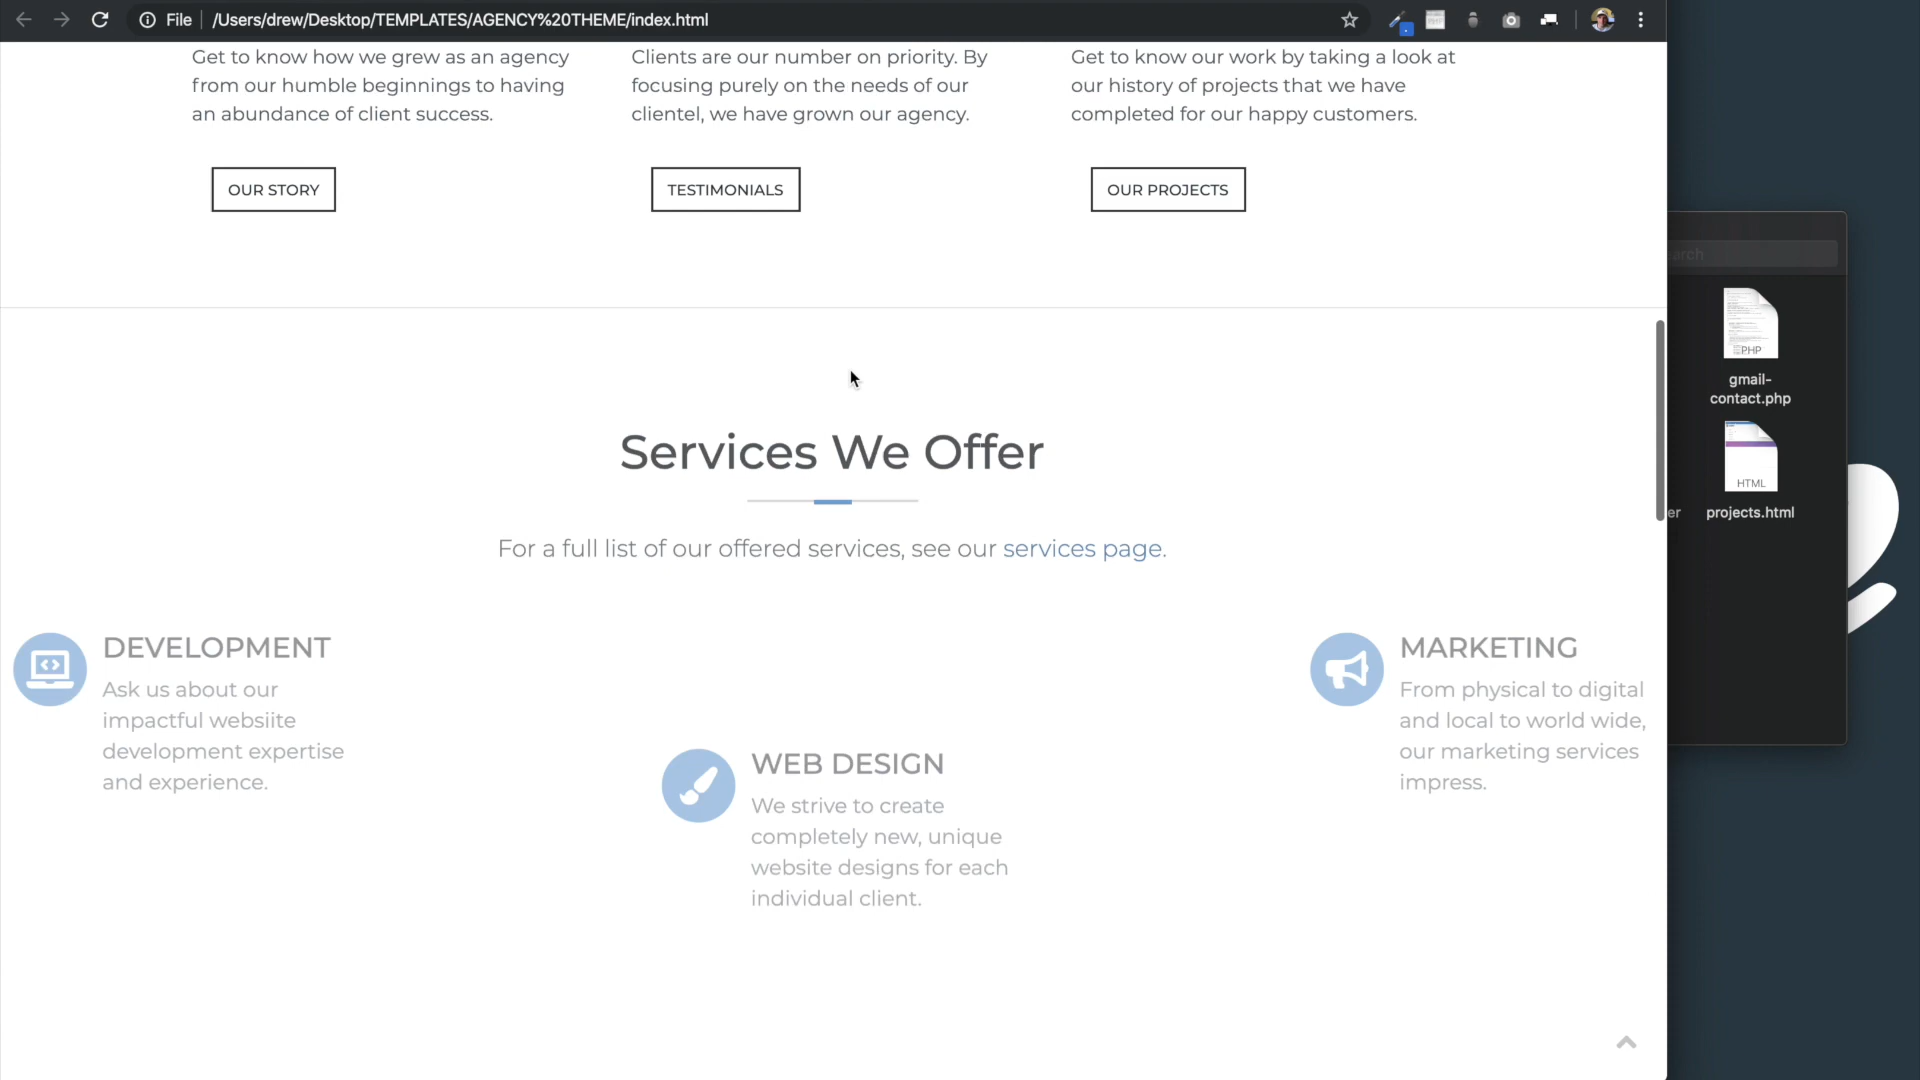 File
/Users/drew/Desktop/TEMPLATES/AGENCY%20THEME/index.html
Get to know how we grew as an agency
from our humble beginnings to having
an abundance of client success.
OUR STORY
Clients are our number on priority. By
focusing purely on the needs of our
clientel, we have grown our agency.
TESTIMONIALS
Get to know our work by taking a look at
our history of projects that we have
completed for our happy customers.
OUR PROJECTS
Services We Offer
For a full list of our offered services, see our services page.
DEVELOPMENT
Ask us about our
impactful websiite
development expertise
and experience.
WEB DESIGN
We strive to create
completely new, unique
website designs for each
individual client.
MARKETING
From physical to digital
and local to world wide,
our marketing services
impress.
arch
PHP
gmail-
contact.php
HTML
er
projects.html